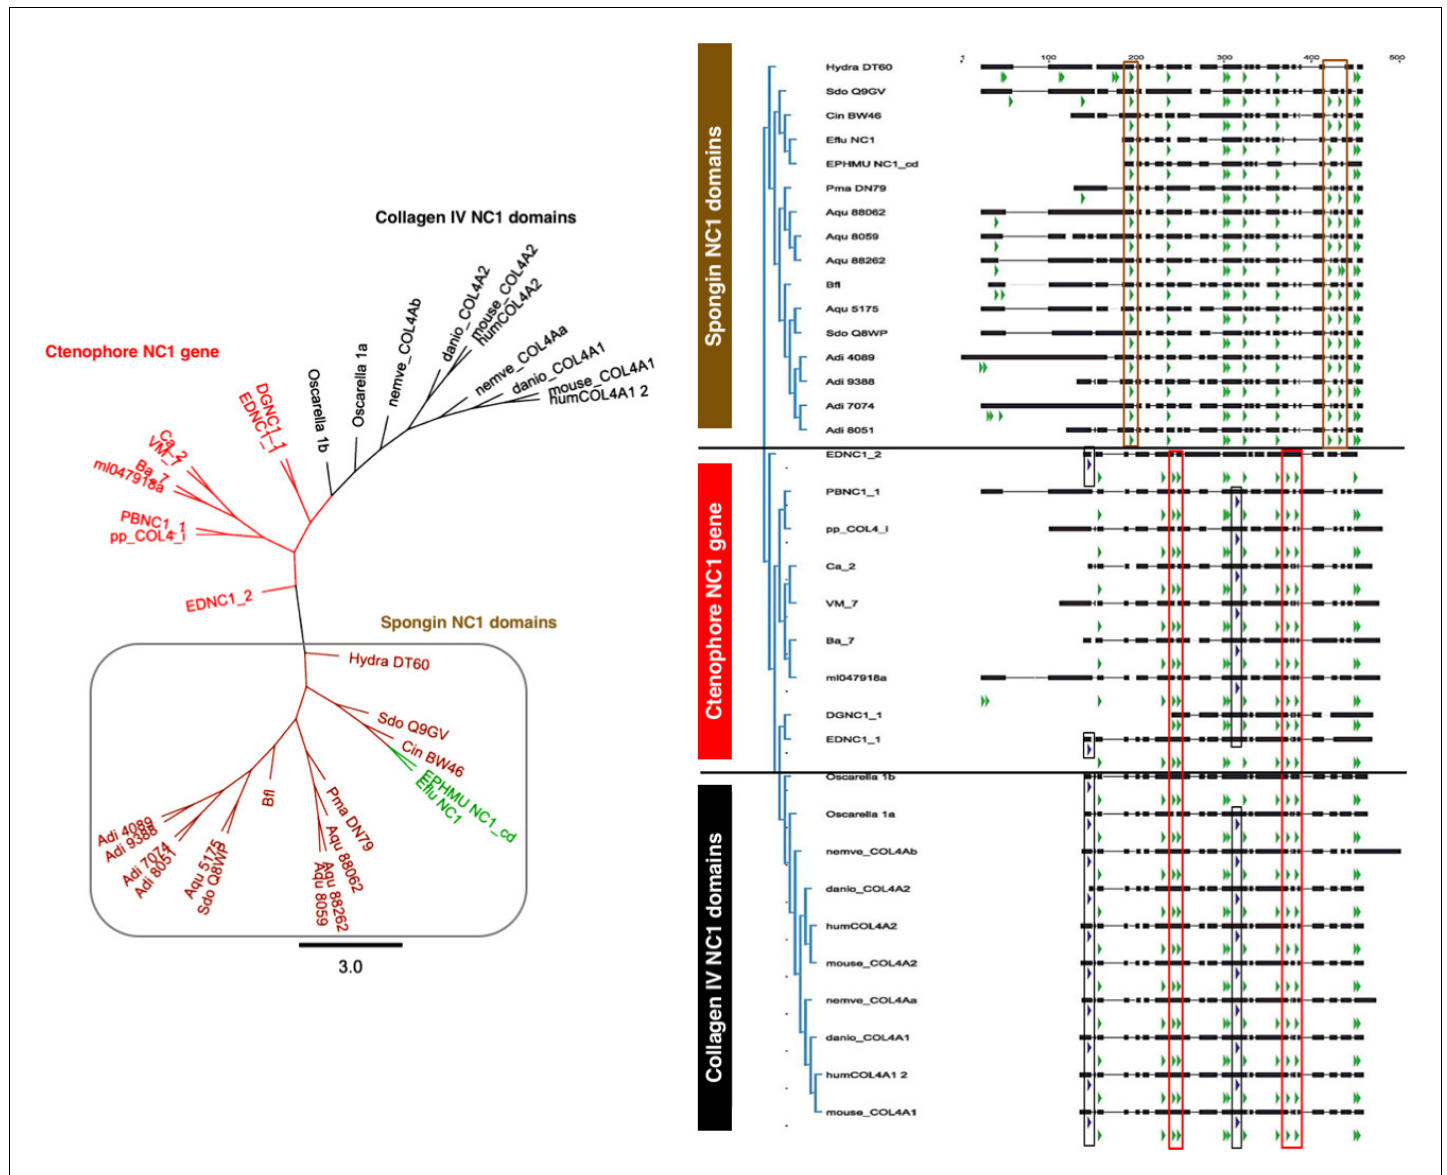 Collagen IV NC1 domains
Ctenophore NC1 gene
DGNC1_1
EDNC1_1
Oscarella 1b
Oscarella 1a
nemve_COL4Ab
danio_COL4A2
mouse_COL4A2
humCOL4A2
nemve_COL4Aa
danio_COL4A1
mouse_COL4A1
humCOL4A1 2
Ca_2
VM_7
Ba_7
ml047918a
PBNC1_1
pp_COL4_i
EDNC1_2
Spongin NC1 domains
Hydra DT60
Sdo Q9GV
Cin BW46
EPHMU NC1_cd
Eflu NC1
Pma DN79
Aqu 88062
Aqu 88262
Aqu 8059
Bfl
Sdo Q8WP
Aqu 5175
Adi 8051
Adi 7074
Adi 9388
Adi 4089
3.0
Spongin NC1 domains
100 200 300 400 500
Hydra DT60
Sdo Q9GV
Cin BW46
Eflu NC1
EPHMU NC1_cd
Pma DN79
Aqu 88062
Aqu 8059
Aqu 88262
Bfl
Aqu 5175
Sdo Q8WP
Adi 4089
Adi 9388
Adi 7074
Adi 8051
Ctenophore NC1 gene
EDNC1_2
PBNC1_1
pp_COL4_i
Ca_2
VM_7
Ba_7
ml047918a
DGNC1_1
EDNC1_1
Collagen IV NC1 domains
Oscarella 1b
Oscarella 1a
nemve_COL4Ab
danio_COL4A2
humCOL4A2
mouse_COL4A2
nemve_COL4Aa
danio_COL4A1
humCOL4A1 2
mouse_COL4A1